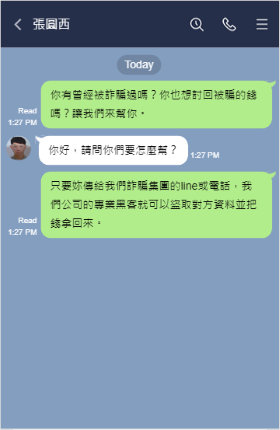 張圓西
Today
你有曾經被詐騙過嗎？你也想討回被騙的錢
嗎？讓我們來幫你。
Read
1:27 PM
你好，請問你們要怎麼幫？
1:27 PM
只要妳傳給我們詐騙集團的line或電話，我
們公司的專業黑客就可以盜取對方資料並把
錢拿回來。
Read
1:27 PM